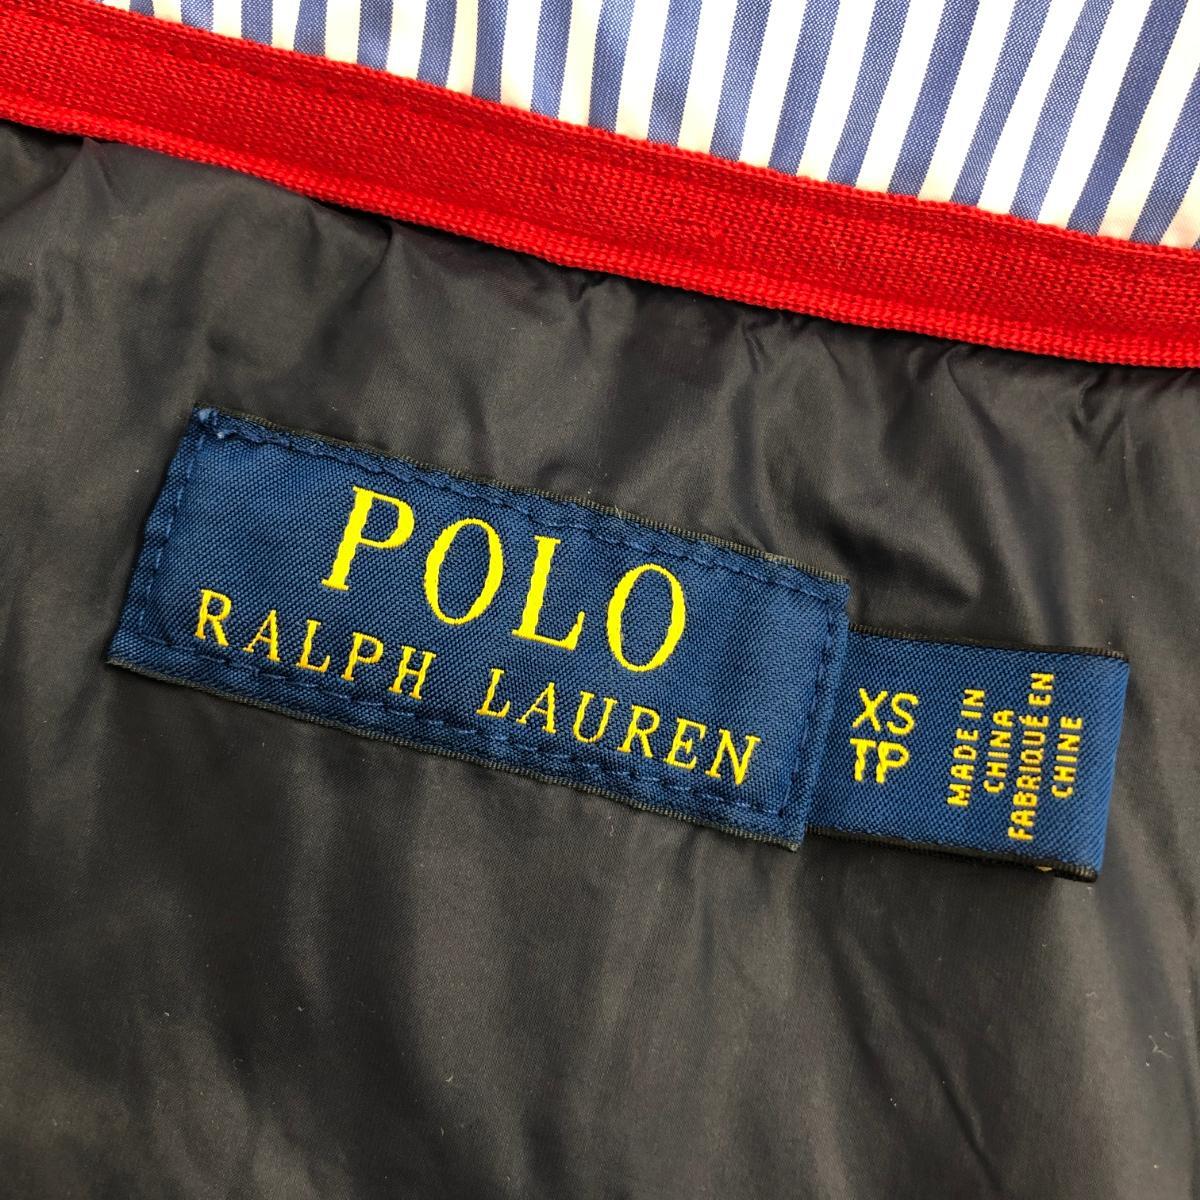 POLO
RALPH LAUREN
XS
TP
MADE IN
CHINA
FABRIQUÉ EN
CHINE